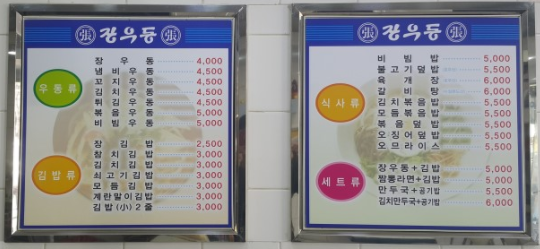 張 장우동 張
우동류
장우동 4,000
냄비우동 4,500
꼬지우동 4,500
김치우동 4,500
튀김우동 4,500
볶음우동 5,000
비빔우동 5,000
김밥류
장김밥 2,500
참치김밥 3,000
김치김밥 3,000
쇠고기김밥 3,000
모듬김밥 3,000
계란말이김밥 3,000
김밥(小)2줄 3,000
張 장우동 張
식사류
비빔밥 5,000
불고기덮밥 5,500
육개장 6,000
갈비탕 6,000
김치볶음밥 5,500
모듬볶음밥 5,500
볶음덮밥 5,500
오징어덮밥 5,500
오므라이스 5,500
세트류
장우동+김밥 5,000
짬뽕라면+김밥 5,500
만두국+공기밥 5,500
김치만두국+공기밥 6,000